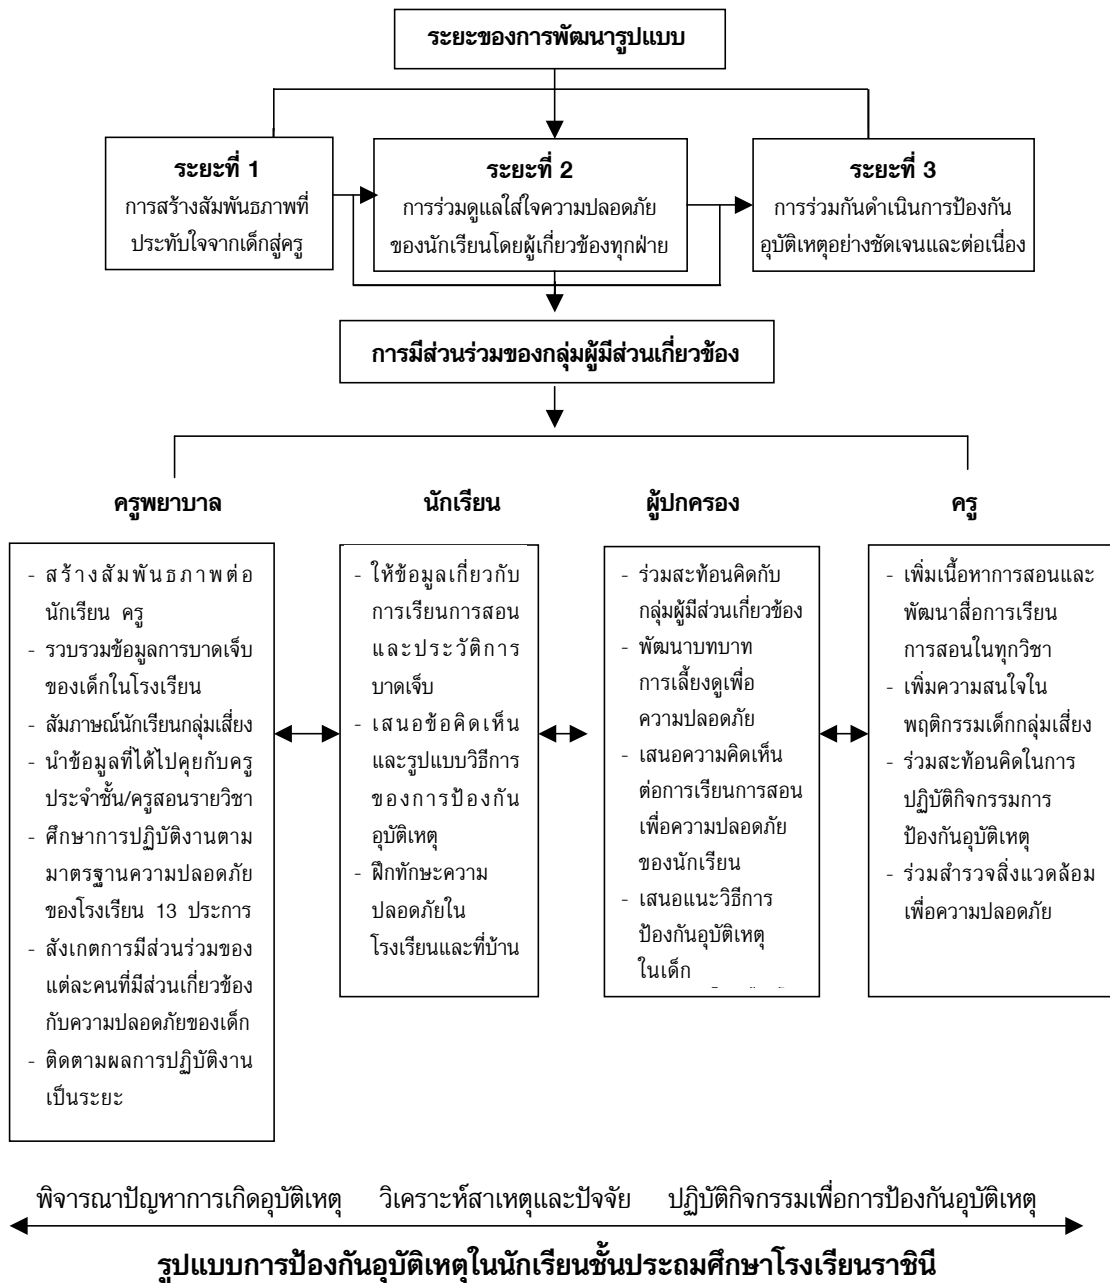 ระยะของการพัฒนารูปแบบ
ระยะที่ 1
การสร้างสัมพันธภาพที่
ประทับใจจากเด็กสู่ครู
ระยะที่ 2
การร่วมดูแลใส่ใจความปลอดภัย
ของนักเรียนโดยผู้เกี่ยวข้องทุกฝ่าย
ระยะที่ 3
การร่วมกันดำเนินการป้องกัน
อุบัติเหตุอย่างชัดเจนและต่อเนื่อง
การมีส่วนร่วมของกลุ่มผู้มีส่วนเกี่ยวข้อง
ครูพยาบาล
- สร้างสัมพันธภาพต่อ
นักเรียน ครู
- รวบรวมข้อมูลการบาดเจ็บ
ของเด็กในโรงเรียน
- สัมภาษณ์นักเรียนกลุ่มเสี่ยง
- นำข้อมูลที่ได้ไปคุยกับครู
ประจำชั้น/ครูสอนรายวิชา
- ศึกษาการปฏิบัติงานตาม
มาตรฐานความปลอดภัย
ของโรงเรียน 13 ประการ
- สังเกตการมีส่วนร่วมของ
แต่ละคนที่มีส่วนเกี่ยวข้อง
กับความปลอดภัยของเด็ก
- ติดตามผลการปฏิบัติงาน
เป็นระยะ
นักเรียน
- ให้ข้อมูลเกี่ยวกับ
การเรียนการสอน
และประวัติการ
บาดเจ็บ
- เสนอข้อคิดเห็น
และรูปแบบวิธีการ
ของการป้องกัน
อุบัติเหตุ
- ฝึกทักษะความ
ปลอดภัยใน
โรงเรียนและที่บ้าน
ผู้ปกครอง
- ร่วมสะท้อนคิดกับ
กลุ่มผู้มีส่วนเกี่ยวข้อง
- พัฒนาบทบาท
การเลี้ยงดูเพื่อ
ความปลอดภัย
- เสนอความคิดเห็น
ต่อการเรียนการสอน
เพื่อความปลอดภัย
ของนักเรียน
- เสนอแนะวิธีการ
ป้องกันอุบัติเหตุ
ในเด็ก
ครู
- เพิ่มเนื้อหาการสอนและ
พัฒนาสื่อการเรียน
การสอนในทุกวิชา
- เพิ่มความสนใจใน
พฤติกรรมเด็กกลุ่มเสี่ยง
- ร่วมสะท้อนคิดในการ
ปฏิบัติกิจกรรมการ
ป้องกันอุบัติเหตุ
- ร่วมสำรวจสิ่งแวดล้อม
เพื่อความปลอดภัย
พิจารณาปัญหาการเกิดอุบัติเหตุ วิเคราะห์สาเหตุและปัจจัย ปฏิบัติกิจกรรมเพื่อการป้องกันอุบัติเหตุ
รูปแบบการป้องกันอุบัติเหตุในนักเรียนชั้นประถมศึกษาโรงเรียนราชินี